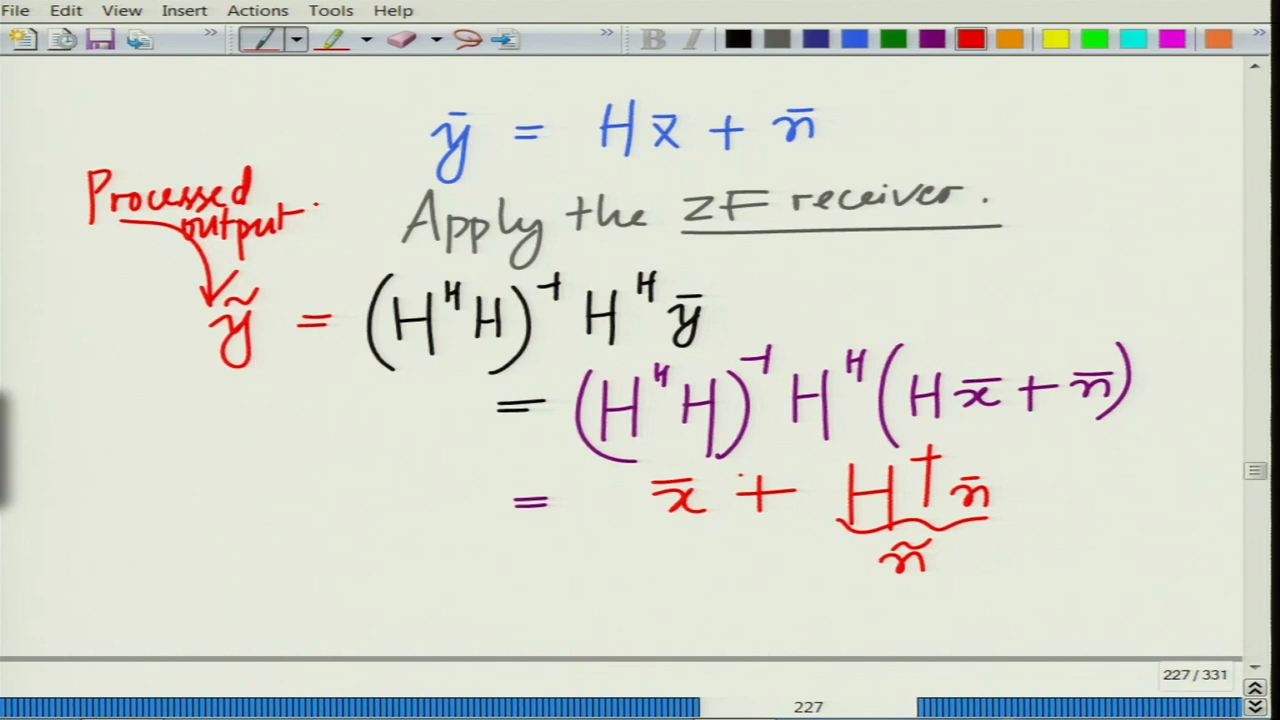 File Edit View Insert Actions Tools Help
ȳ = Hx̄ + n̄
Processed
output
Apply the ZF receiver.
ỹ = (HᴴH)⁻¹ Hᴴ ȳ
= (HᴴH)⁻¹ Hᴴ (Hx̄ + n̄)
= x̄ + H†n̄
ñ
227 / 331
227